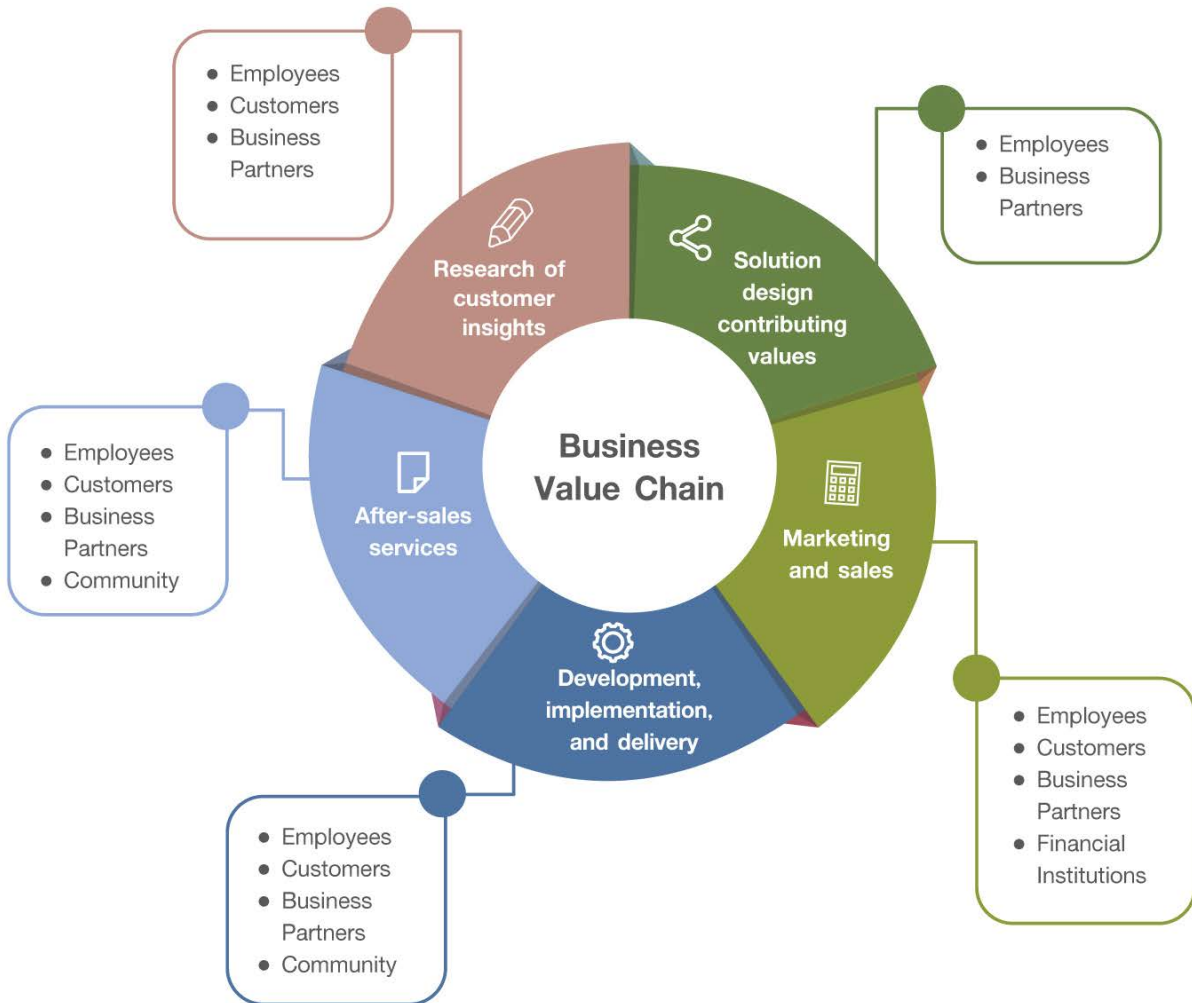 ● Employees
● Customers
● Business
Partners
Research of
customer
insights
● Employees
● Business
Partners
Solution
design
contributing
values
Business
Value Chain
● Employees
● Customers
● Business
Partners
● Community
After-sales
services
Marketing
and sales
● Employees
● Customers
● Business
Partners
● Financial
Institutions
Development,
implementation,
and delivery
● Employees
● Customers
● Business
Partners
● Community